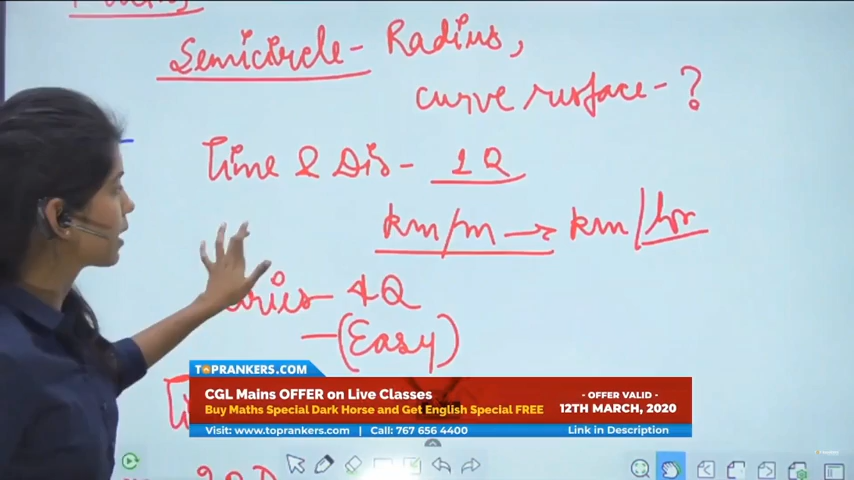 Semicircle - Radius,
curve surface - ?
Time & Dis - 1 Q
km/m → km/hr
- 4Q
- (Easy)
TOPRANKERS.COM
CGL Mains OFFER on Live Classes
Buy Maths Special Dark Horse and Get English Special FREE
- OFFER VALID -
12TH MARCH, 2020
Visit: www.toprankers.com | Call: 767 656 4400
Link in Description